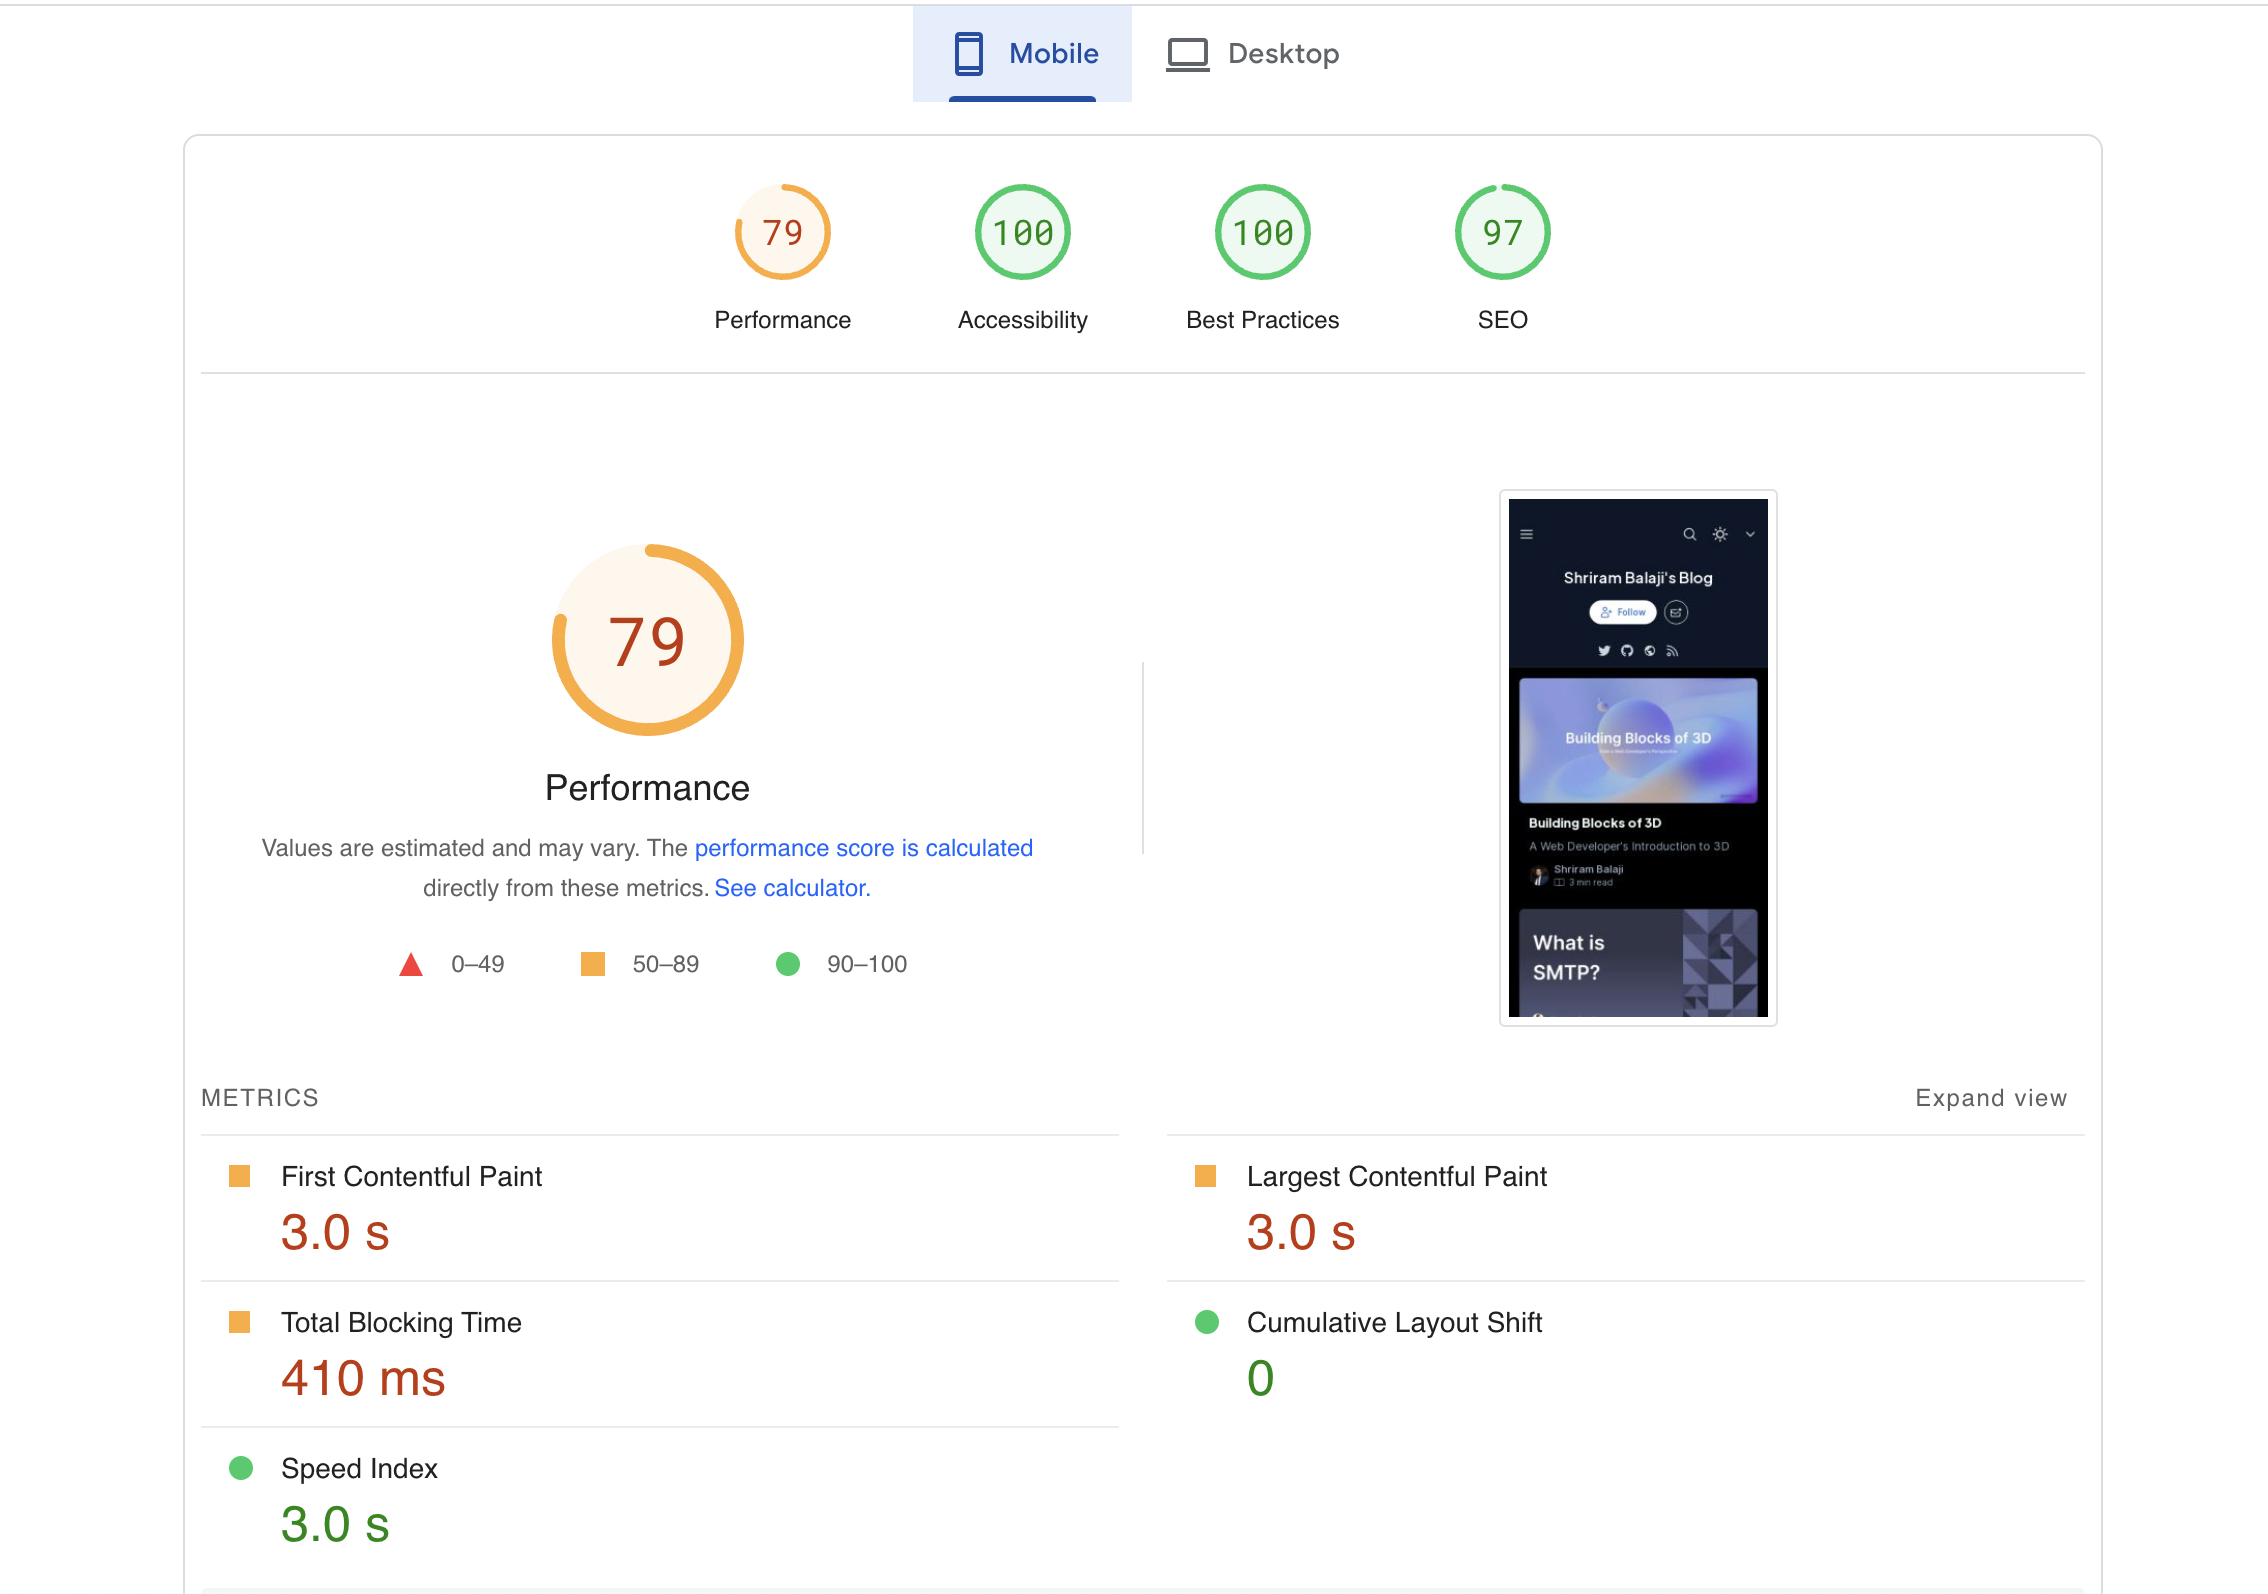 Mobile
Desktop
79
100
100
97
Performance
Accessibility
Best Practices
SEO
79
Performance
Values are estimated and may vary. The performance score is calculated
directly from these metrics. See calculator.
0–49
50–89
90–100
Shriram Balaji's Blog
Follow
Building Blocks of 3D
Building Blocks of 3D
A Web Developer's Introduction to 3D
Shriram Balaji
3 min read
What is
SMTP?
METRICS
Expand view
First Contentful Paint
3.0 s
Largest Contentful Paint
3.0 s
Total Blocking Time
410 ms
Cumulative Layout Shift
0
Speed Index
3.0 s